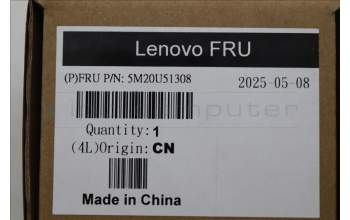 Lenovo FRU
(P)FRU P/N: 5M20U51308
2025-05-08
Quantity: 1
(4L)Origin: CN
Made in China